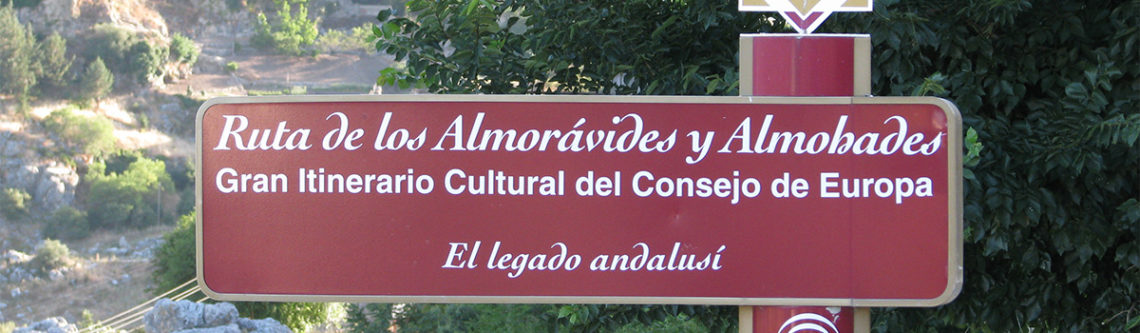 Ruta de los Almorávides y Almohades
Gran Itinerario Cultural del Consejo de Europa
El legado andalusí